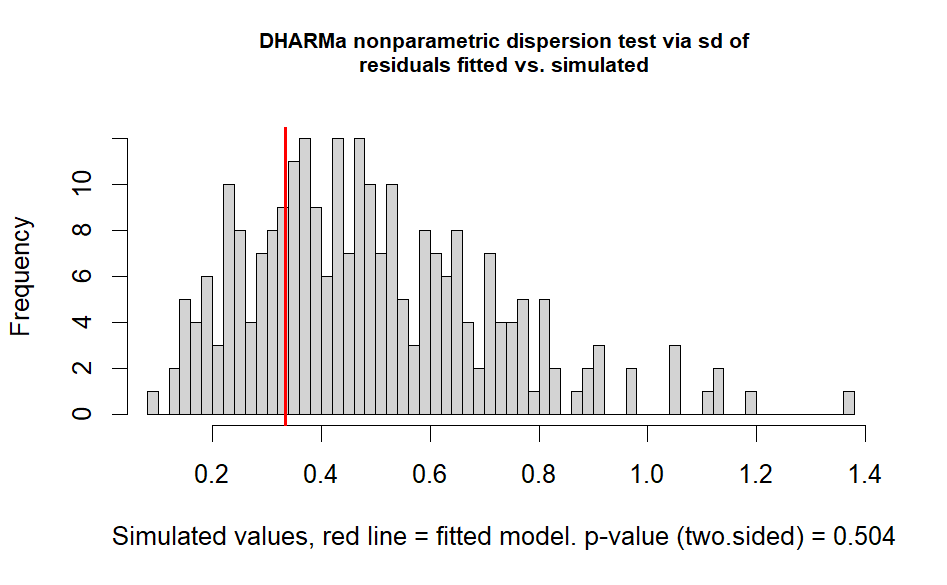 DHARMa nonparametric dispersion test via sd of
residuals fitted vs. simulated
Frequency
10
8
6
4
2
0
0.2 0.4 0.6 0.8 1.0 1.2 1.4
Simulated values, red line = fitted model. p-value (two.sided) = 0.504